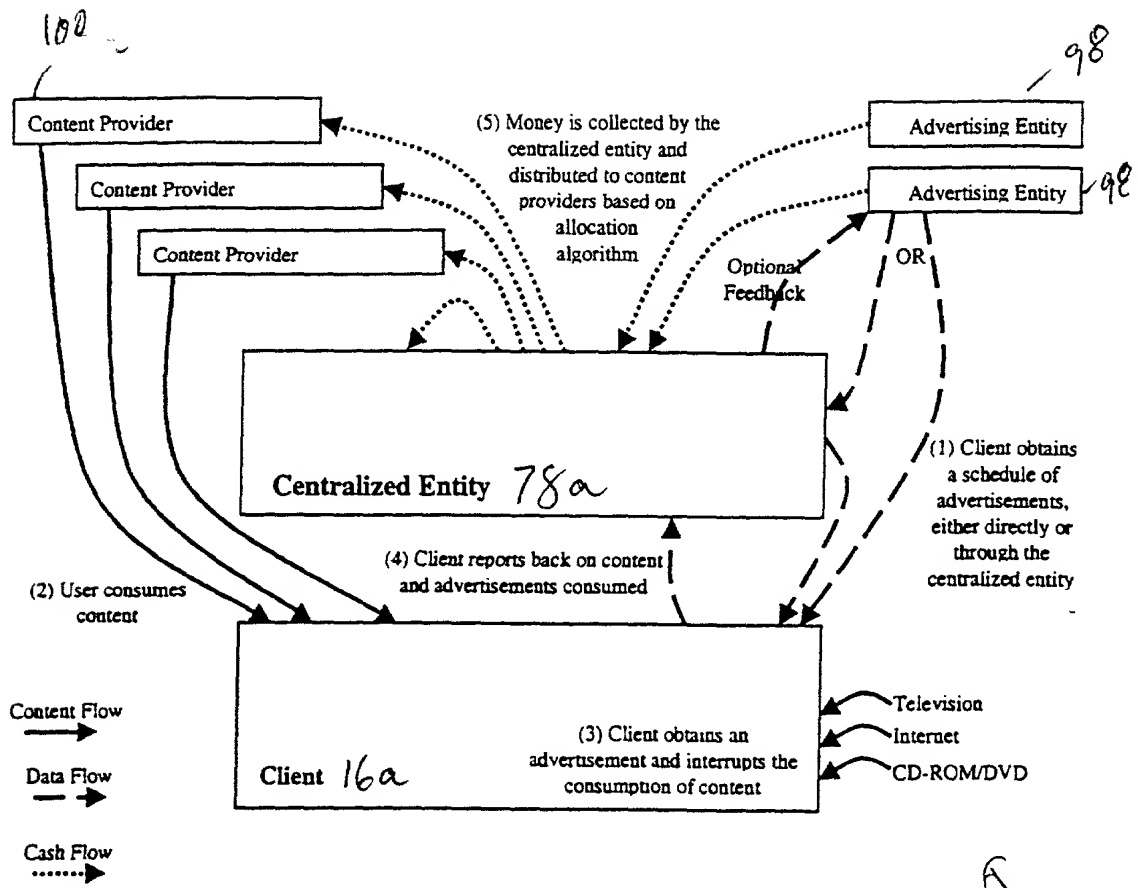 100
98
Content Provider
(5) Money is collected by the
centralized entity and
distributed to content
providers based on
allocation
algorithm
Advertising Entity
Content Provider
Advertising Entity
98
Content Provider
Optional
Feedback
OR
Centralized Entity 78a
(1) Client obtains
a schedule of
advertisements,
either directly or
through the
centralized entity
(4) Client reports back on content
and advertisements consumed
(2) User consumes
content
Content Flow
Data Flow
Cash Flow
Client 16a
(3) Client obtains an
advertisement and interrupts the
consumption of content
Television
Internet
CD-ROM/DVD